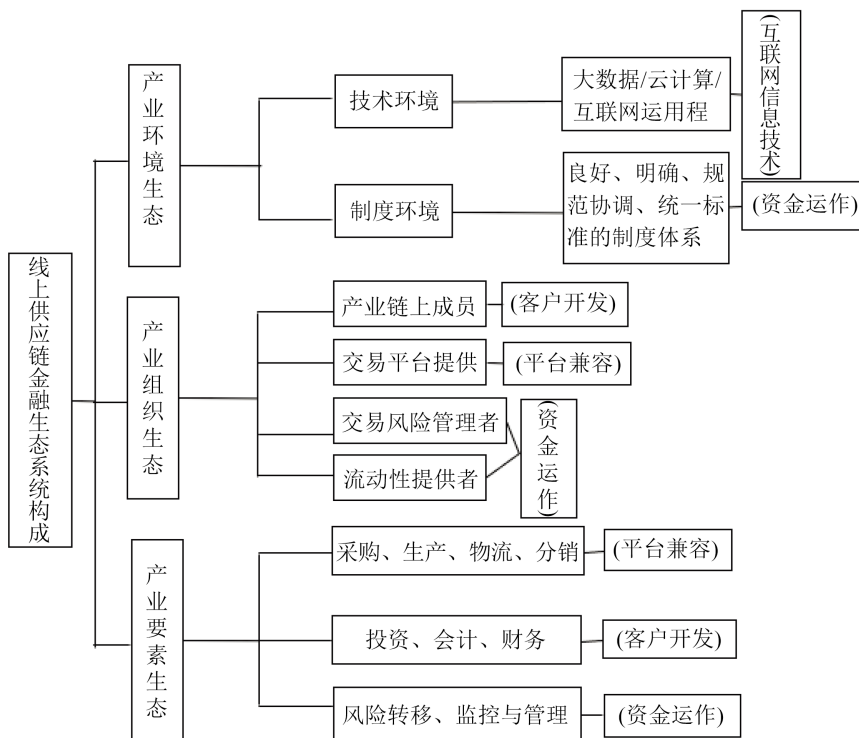 线上供应链金融生态系统构成
产业环境生态
技术环境
大数据/云计算/
互联网运用程
(互联网信息技术)
制度环境
良好、明确、规
范协调、统一标
准的制度体系
(资金运作)
产业组织生态
产业链上成员
(客户开发)
交易平台提供
(平台兼容)
交易风险管理者
流动性提供者
(资金运作)
产业要素生态
采购、生产、物流、分销
(平台兼容)
投资、会计、财务
(客户开发)
风险转移、监控与管理
(资金运作)